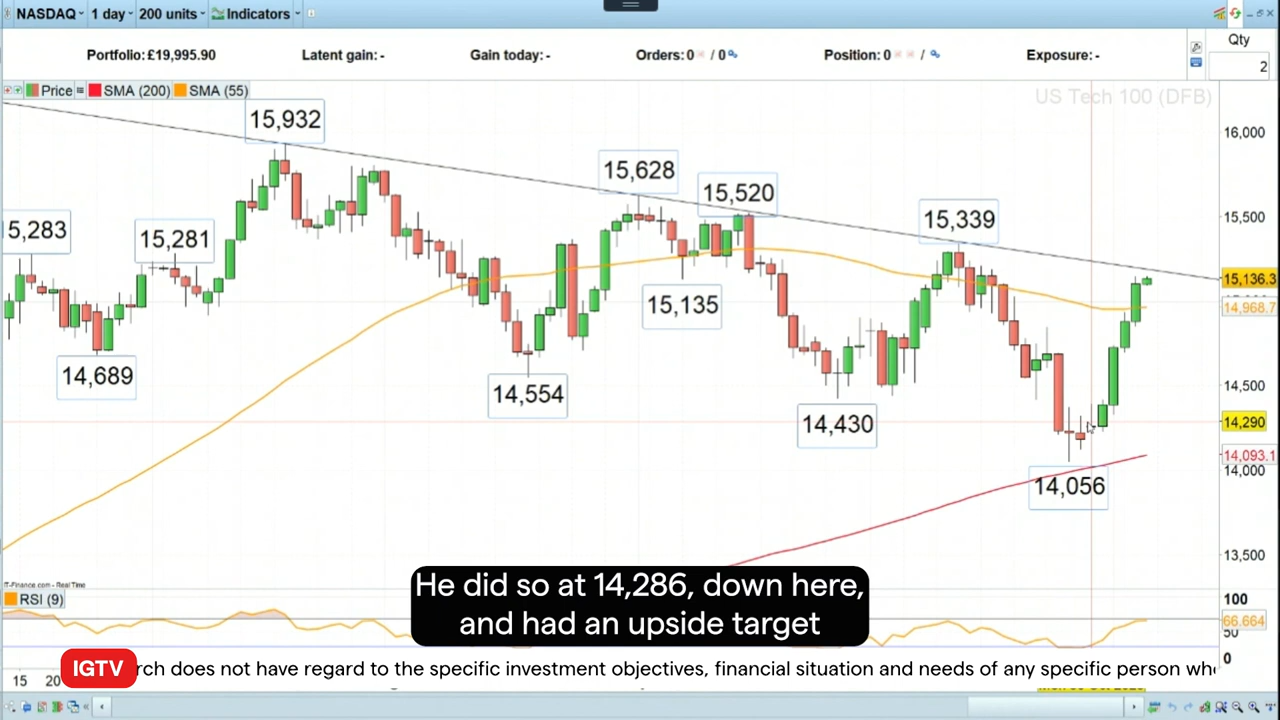 NASDAQ 1 day 200 units Indicators
Portfolio: £19,995.90 Latent gain: - Gain today: - Orders: 0 / 0 Position: 0 / Exposure: - Qty
2
Price SMA (200) SMA (55)
US Tech 100 (DFB)
15,932
16,000
15,628
15,520
15,500
15,339
5,283
15,281
15,136.3
15,135
14,968.7
14,689
14,554
14,500
14,430
14,290
14,093.1
14,000
14,056
13,500
IT-Finance.com - Real Time
RSI (9)
100
66.664
50
0
He did so at 14,286, down here,
and had an upside target
IGTV rch does not have regard to the specific investment objectives, financial situation and needs of any specific person
15 20